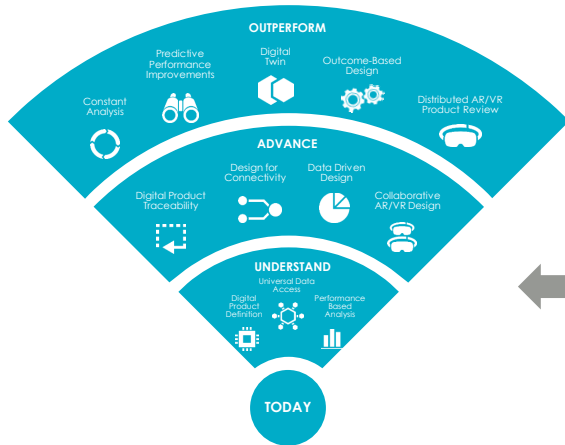 OUTPERFORM
Constant
Analysis
Predictive
Performance
Improvements
Digital
Twin
Outcome-Based
Design
Distributed AR/VR
Product Review
ADVANCE
Digital Product
Traceability
Design for
Connectivity
Data Driven
Design
Collaborative
AR/VR Design
UNDERSTAND
Digital
Product
Definition
Universal Data
Access
Performance
Based
Analysis
TODAY